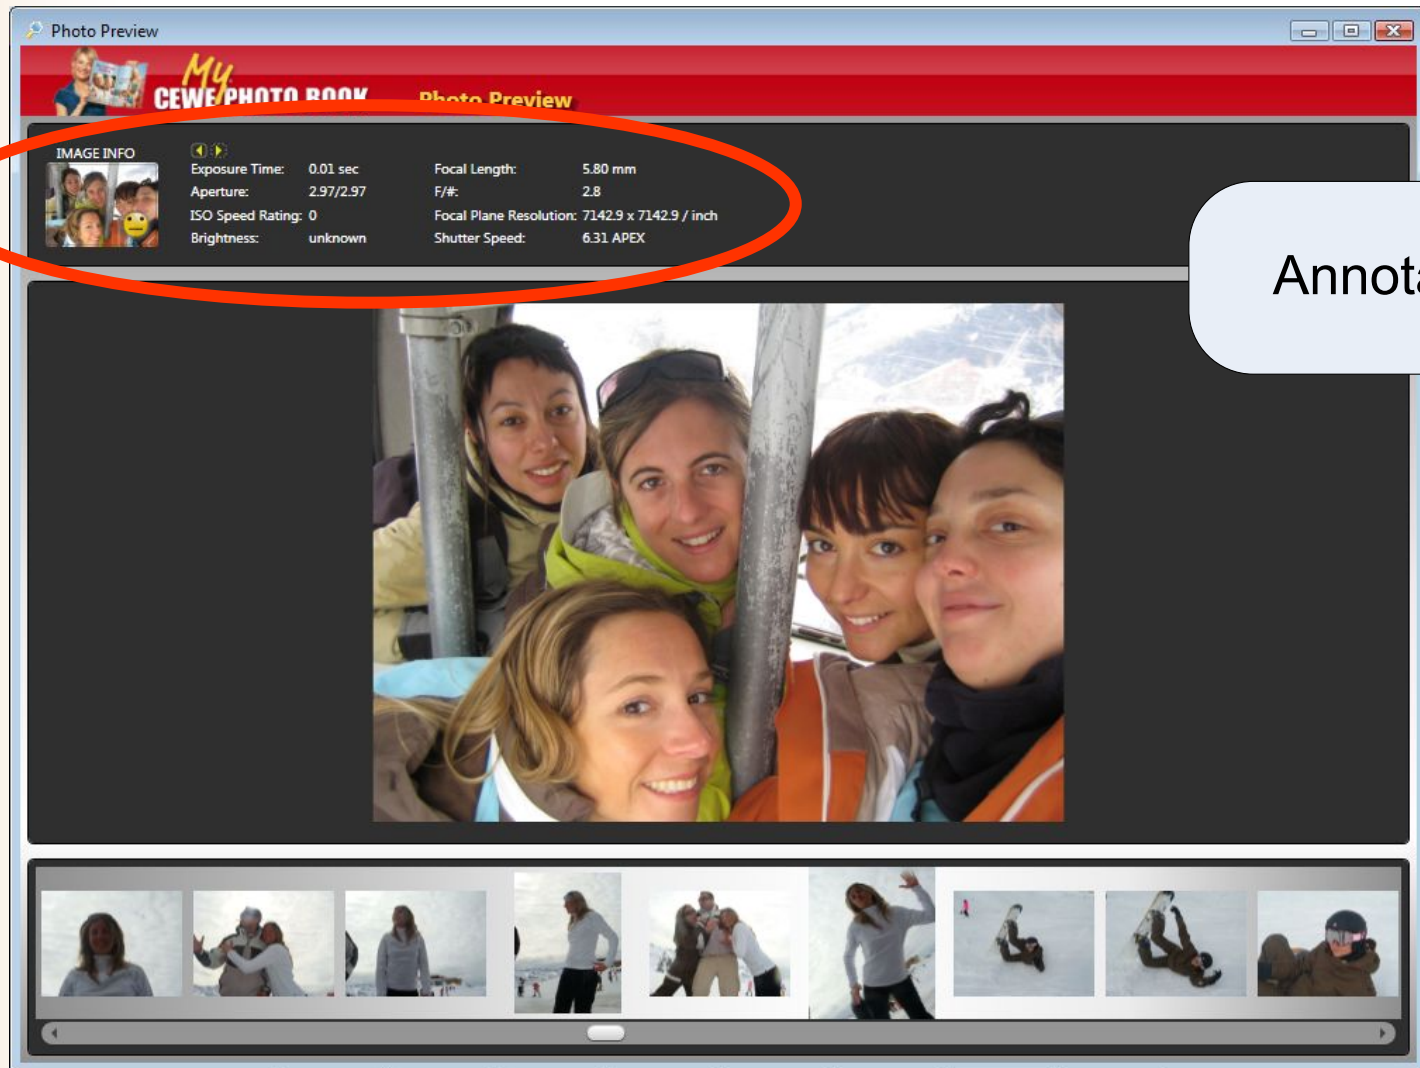 Photo Preview
My
CEWE PHOTO BOOK
Photo Preview
IMAGE INFO
Exposure Time: 0.01 sec Focal Length: 5.80 mm
Aperture: 2.97/2.97 F/#: 2.8
ISO Speed Rating: 0 Focal Plane Resolution: 7142.9 x 7142.9 / inch
Brightness: unknown Shutter Speed: 6.31 APEX
Annota